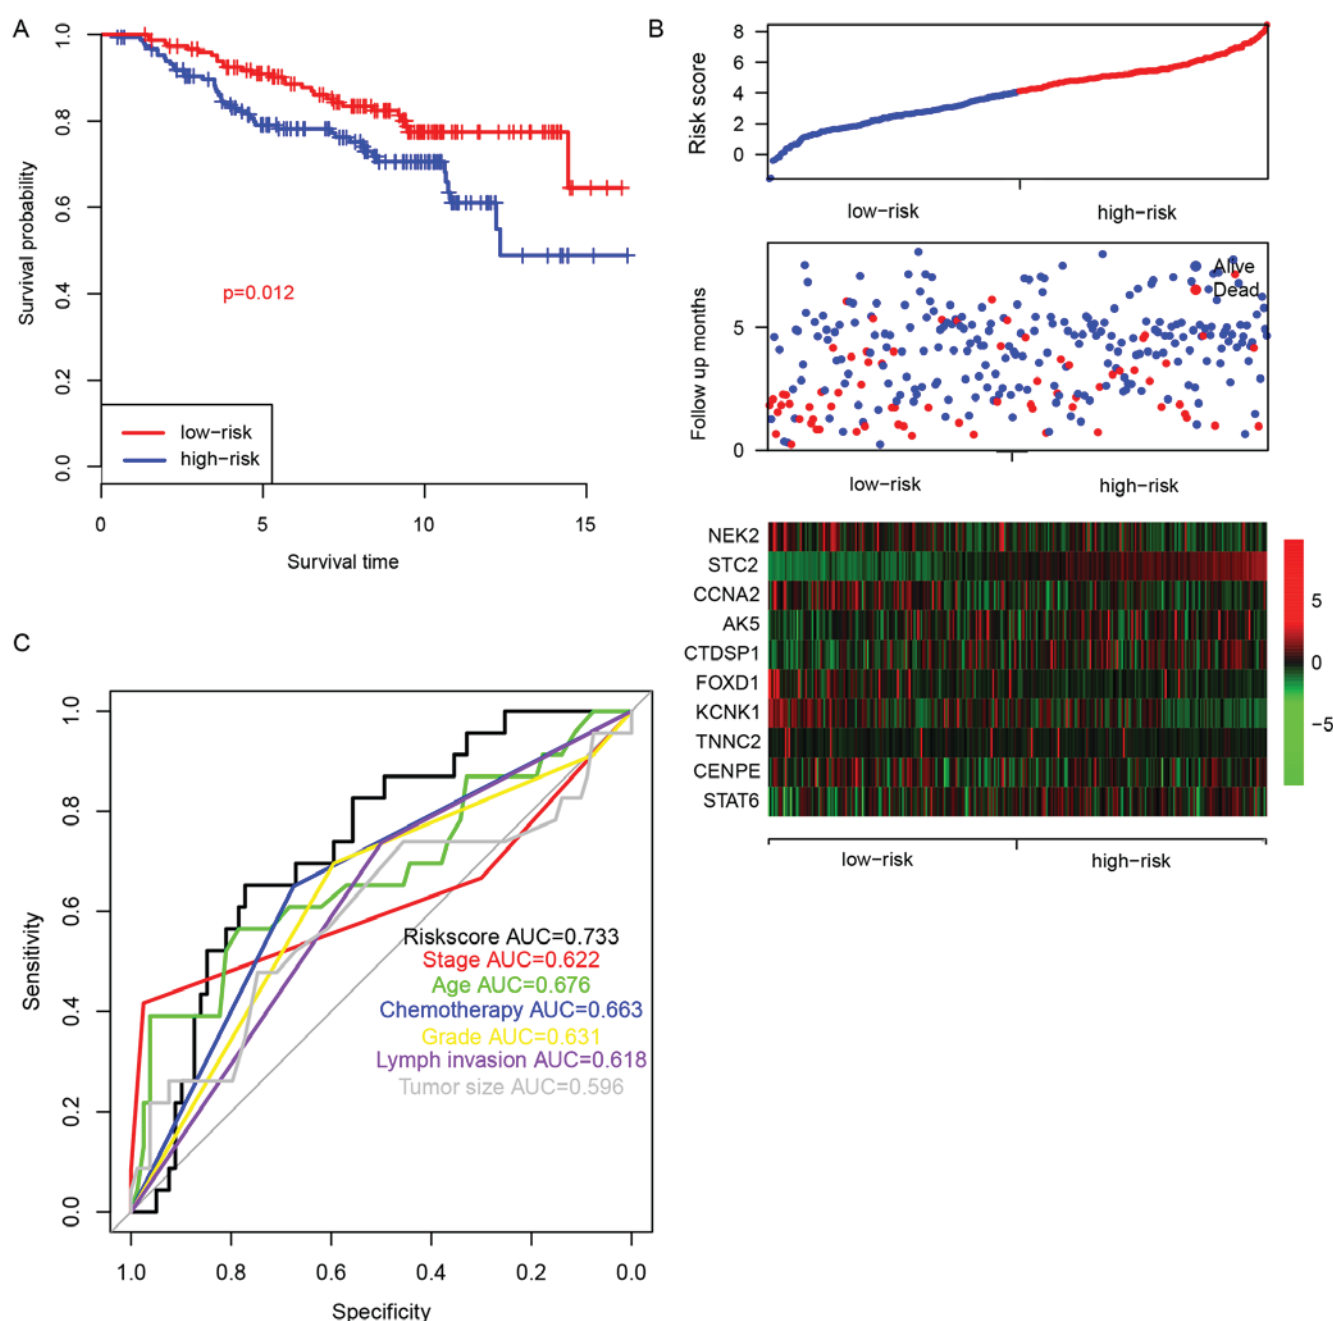 A
1.0
0.8
0.6
0.4
0.2
0.0
Survival probability
p=0.012
low-risk
high-risk
0
5
10
15
Survival time
B
8
6
4
2
0
Risk score
low-risk
high-risk
Alive
Dead
5
0
Follow up months
low-risk
high-risk
NEK2
STC2
CCNA2
AK5
CTDSP1
FOXD1
KCNK1
TNNC2
CENPE
STAT6
5
0
-5
low-risk
high-risk
C
1.0
0.8
0.6
0.4
0.2
0.0
Sensitivity
Riskscore AUC=0.733
Stage AUC=0.622
Age AUC=0.676
Chemotherapy AUC=0.663
Grade AUC=0.631
Lymph invasion AUC=0.618
Tumor size AUC=0.596
1.0
0.8
0.6
0.4
0.2
0.0
Specificity